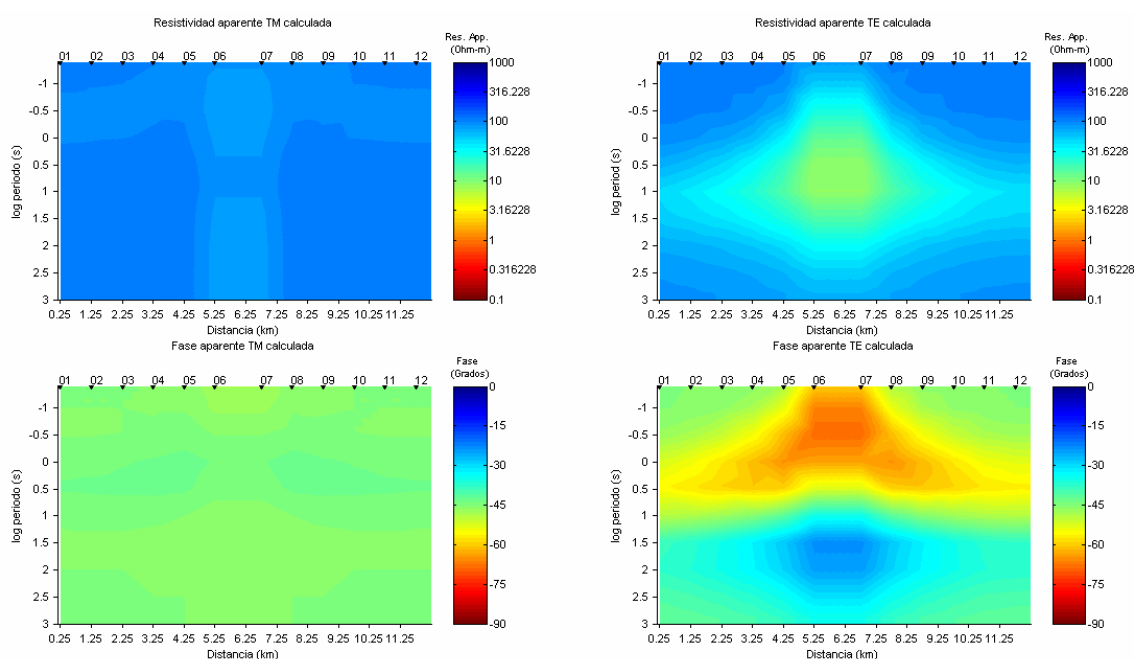 Resistividad aparente TM calculada
01 02 03 04 05 06 07 08 09 10 11 12
Res. App.
(Ohm-m)
1000
316.228
100
31.6228
10
3.16228
1
0.316228
0.1
log periodo (s)
-1
-0.5
0
0.5
1
1.5
2
2.5
3
0.25 1.25 2.25 3.25 4.25 5.25 6.25 7.25 8.25 9.25 10.25 11.25
Distancia (km)
Resistividad aparente TE calculada
01 02 03 04 05 06 07 08 09 10 11 12
Res. App.
(Ohm-m)
1000
316.228
100
31.6228
10
3.16228
1
0.316228
0.1
log period (s)
-1
-0.5
0
0.5
1
1.5
2
2.5
3
0.25 1.25 2.25 3.25 4.25 5.25 6.25 7.25 8.25 9.25 10.25 11.25
Distancia (km)
Fase aparente TM calculada
01 02 03 04 05 06 07 08 09 10 11 12
Fase
(Grados)
0
-15
-30
-45
-60
-75
-90
log periodo (s)
-1
-0.5
0
0.5
1
1.5
2
2.5
3
0.25 1.25 2.25 3.25 4.25 5.25 6.25 7.25 8.25 9.25 10.25 11.25
Distancia (km)
Fase aparente TE calculada
01 02 03 04 05 06 07 08 09 10 11 12
Fase
(Grados)
0
-15
-30
-45
-60
-75
-90
log periodo (s)
-1
-0.5
0
0.5
1
1.5
2
2.5
3
0.25 1.25 2.25 3.25 4.25 5.25 6.25 7.25 8.25 9.25 10.25 11.25
Distancia (km)